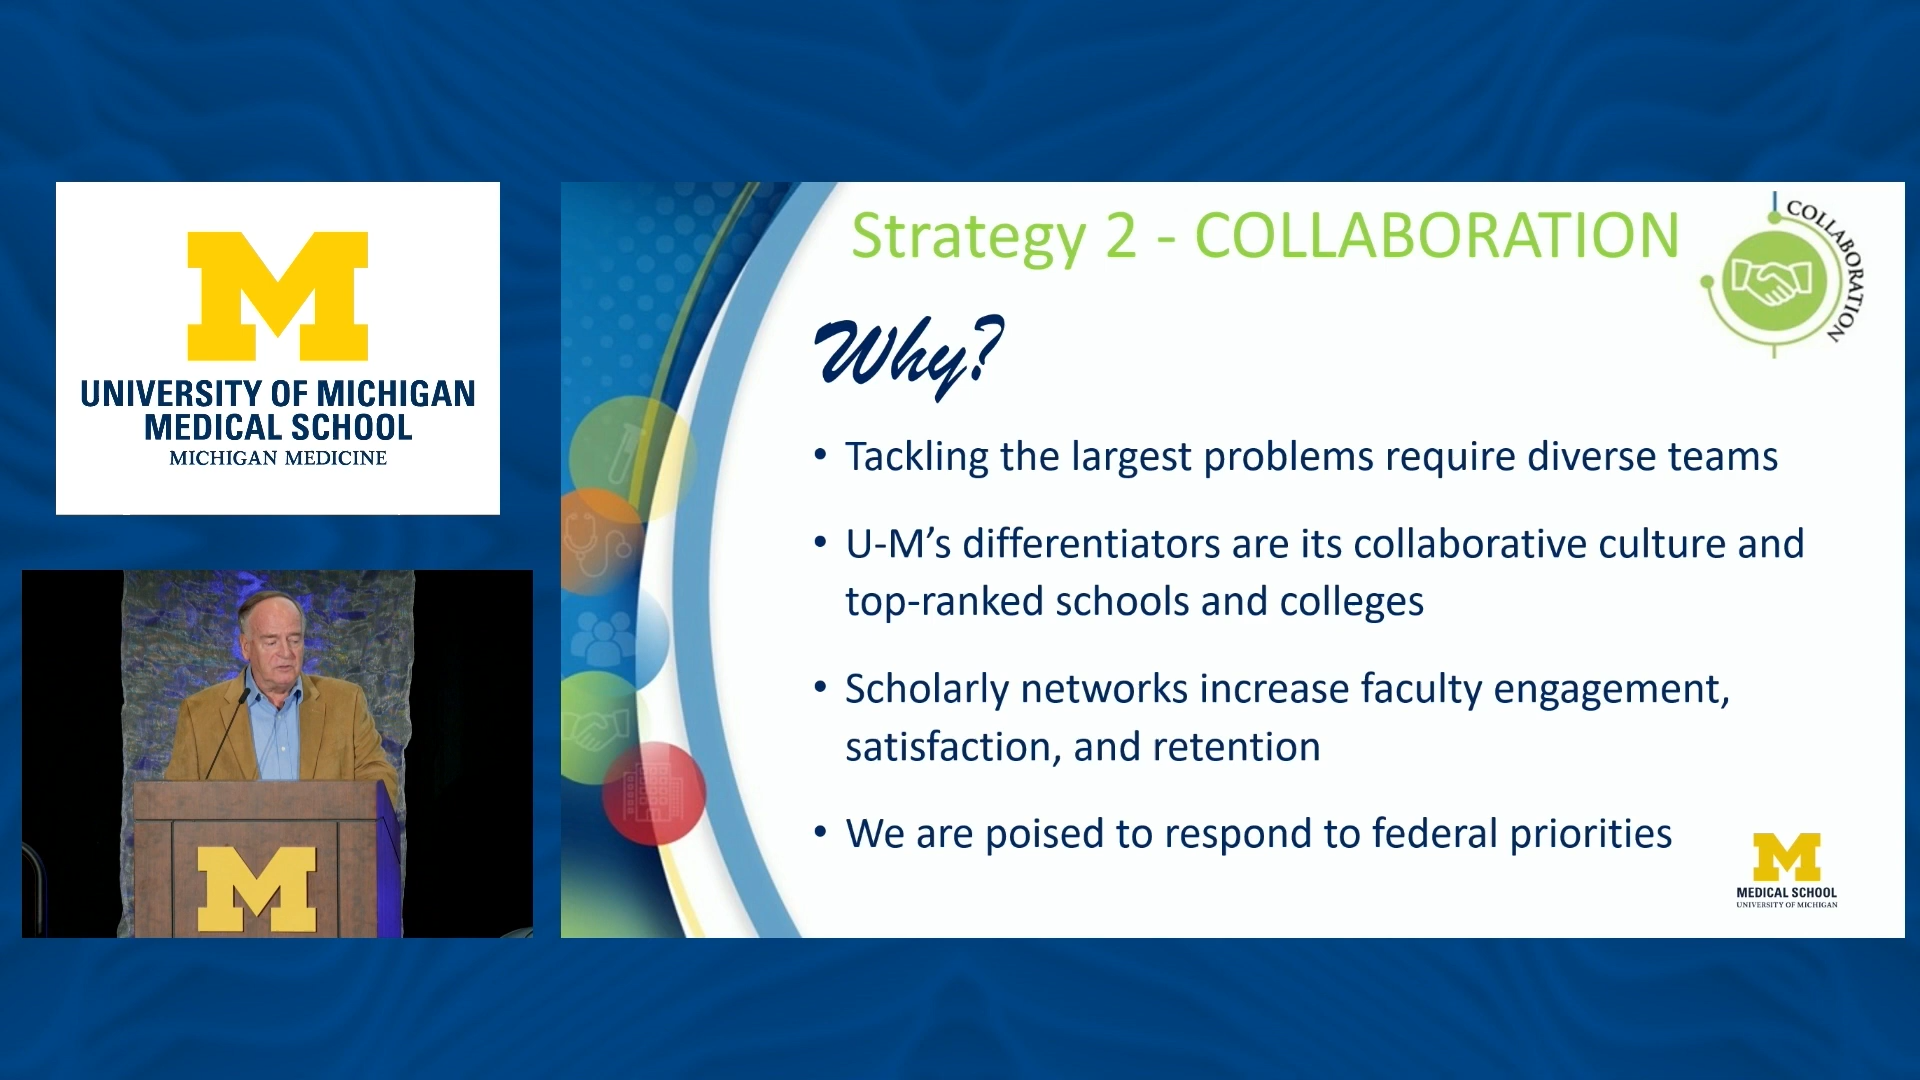 M
UNIVERSITY OF MICHIGAN
MEDICAL SCHOOL
MICHIGAN MEDICINE
M
Strategy 2 - COLLABORATION
COLLABORATION
Why?
• Tackling the largest problems require diverse teams
• U-M’s differentiators are its collaborative culture and
top-ranked schools and colleges
• Scholarly networks increase faculty engagement,
satisfaction, and retention
• We are poised to respond to federal priorities
M
MEDICAL SCHOOL
UNIVERSITY OF MICHIGAN